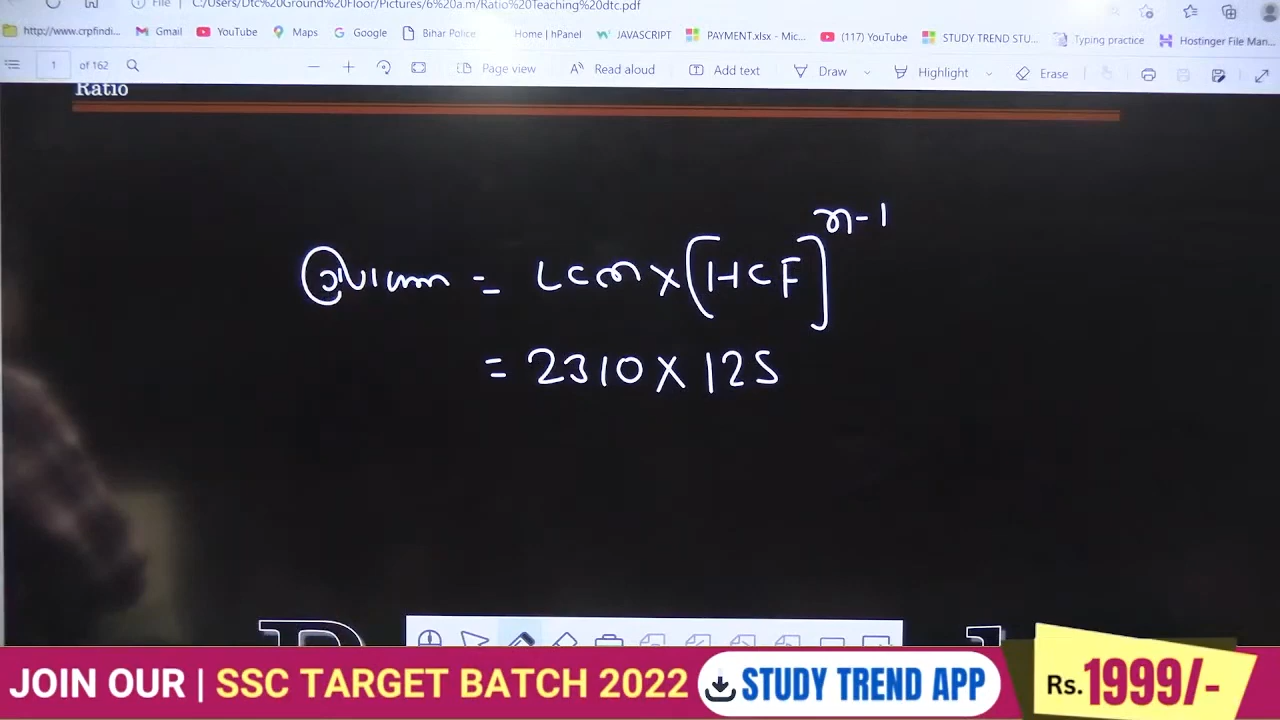 File | C:/Users/Dtc%20Ground%20Floor/Pictures/6%20a.m/Ratio%20Teaching%20dtc.pdf
http://www.crpfindi... Gmail YouTube Maps Google Bihar Police Home | hPanel JAVASCRIPT PAYMENT.xlsx - Mic... (117) YouTube STUDY TREND STU... Typing practice Hostinger File Man...
1 of 162 Page view Read aloud Add text Draw Highlight Erase
Ratio
= LCM × [HCF]^n-1
= 2310 × 125
JOIN OUR | SSC TARGET BATCH 2022 STUDY TREND APP Rs. 1999/-